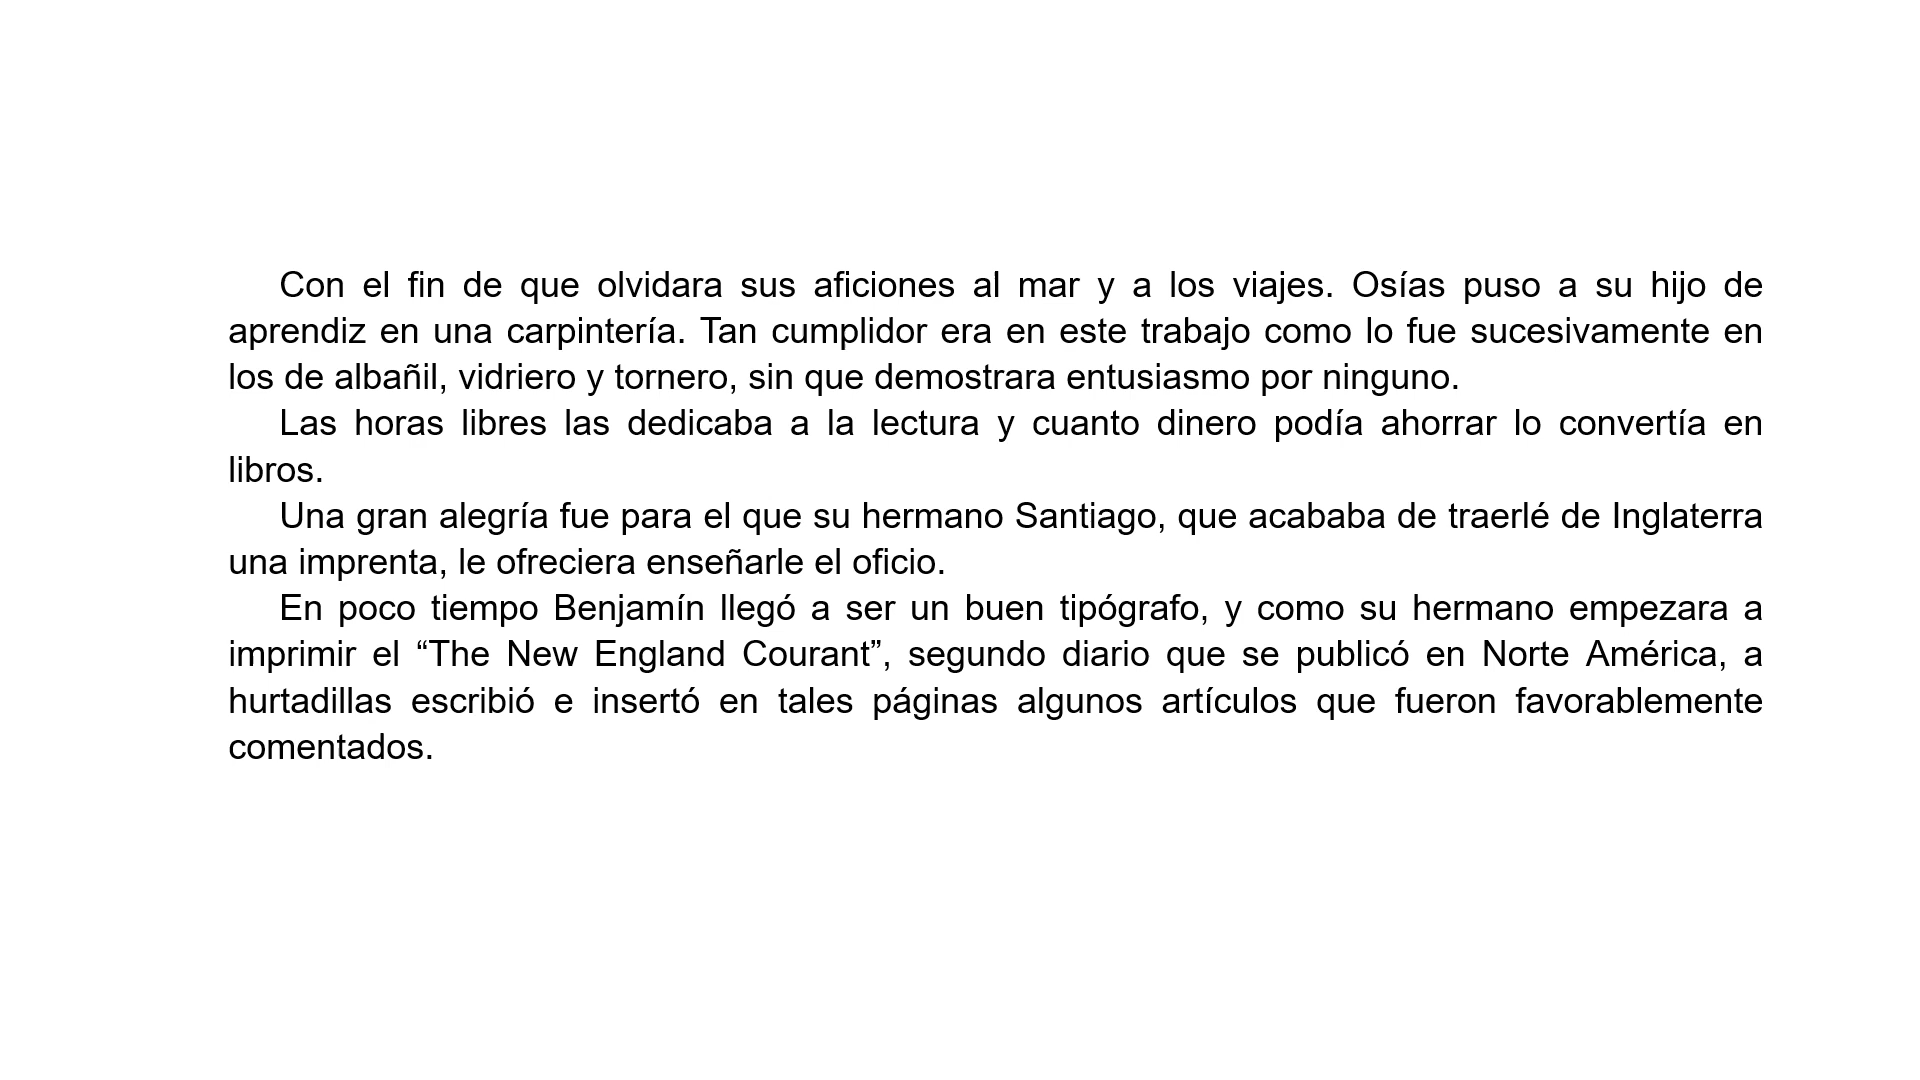 Con el fin de que olvidara sus aficiones al mar y a los viajes. Osías puso a su hijo de
aprendiz en una carpintería. Tan cumplidor era en este trabajo como lo fue sucesivamente en
los de albañil, vidriero y tornero, sin que demostrara entusiasmo por ninguno.
Las horas libres las dedicaba a la lectura y cuanto dinero podía ahorrar lo convertía en
libros.
Una gran alegría fue para el que su hermano Santiago, que acababa de traerlé de Inglaterra
una imprenta, le ofreciera enseñarle el oficio.
En poco tiempo Benjamín llegó a ser un buen tipógrafo, y como su hermano empezara a
imprimir el “The New England Courant”, segundo diario que se publicó en Norte América, a
hurtadillas escribió e insertó en tales páginas algunos artículos que fueron favorablemente
comentados.